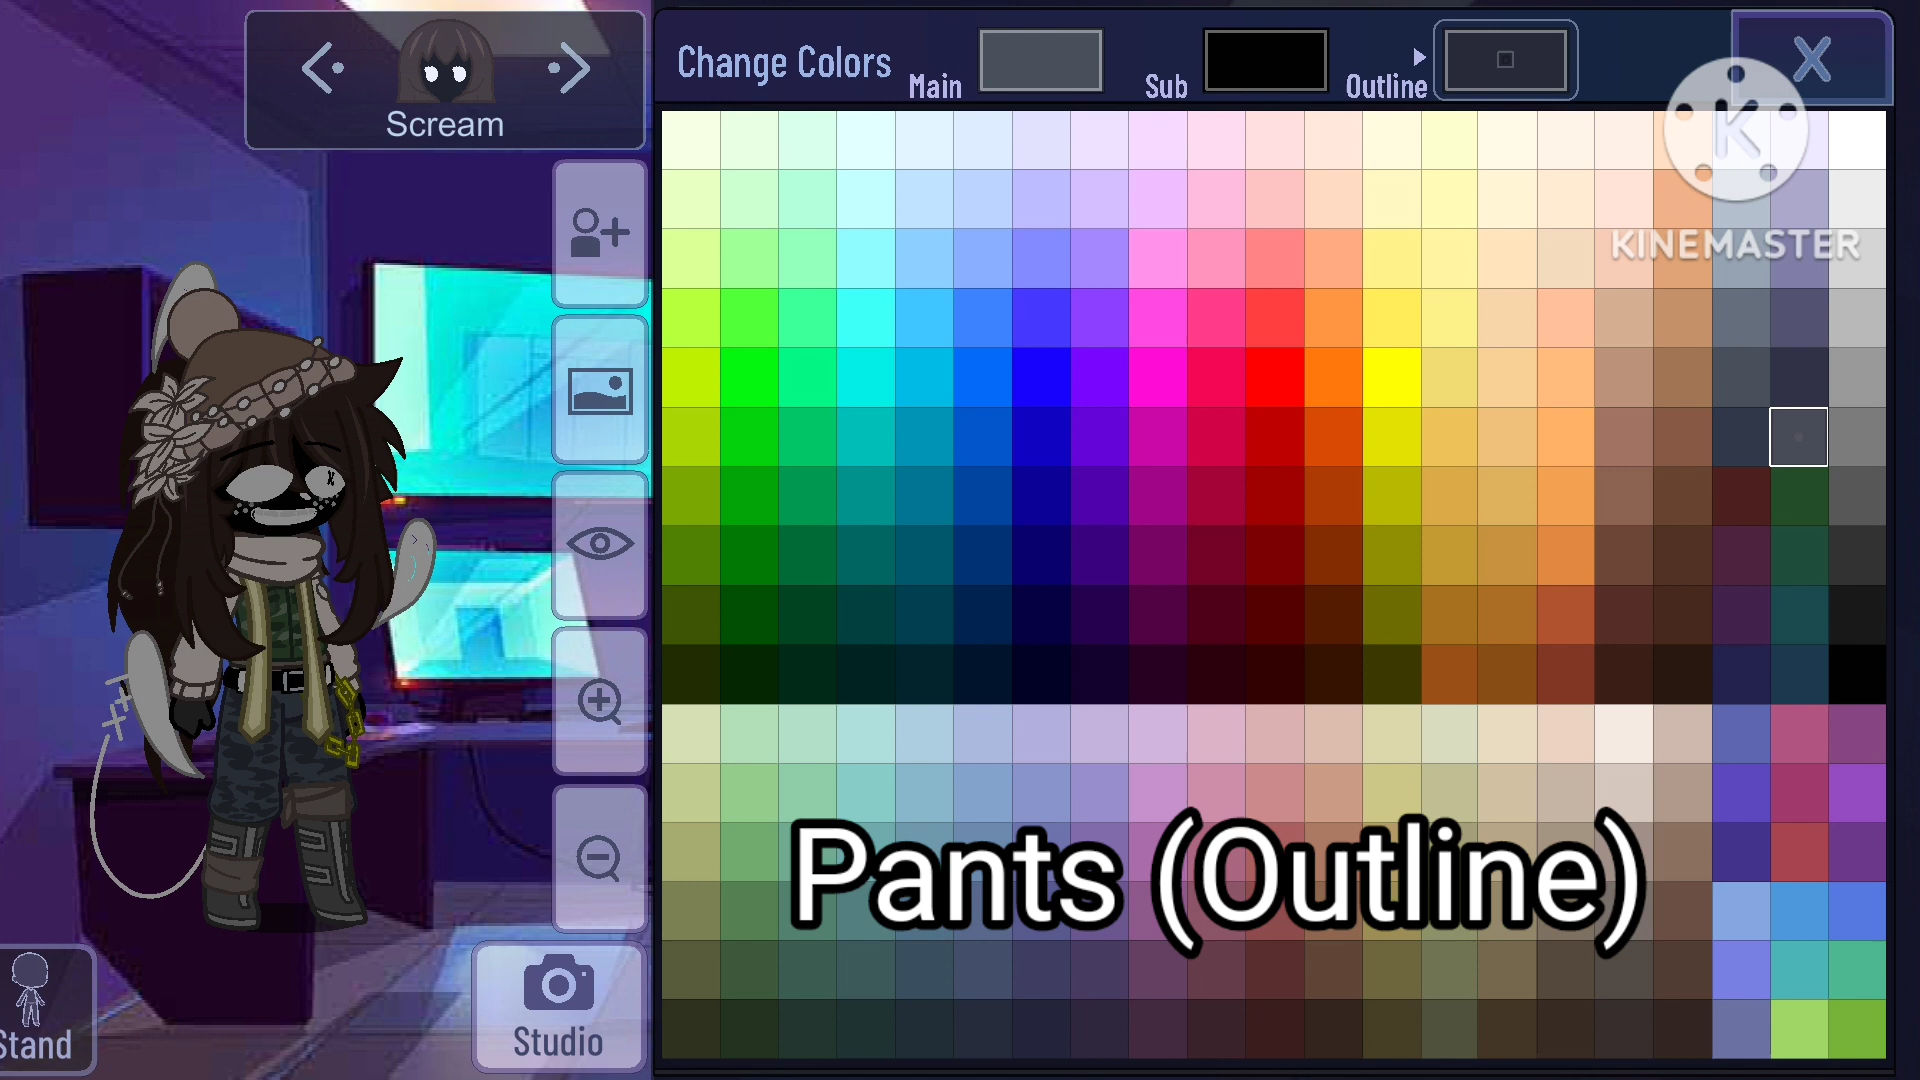 Scream
Change Colors
Main
Sub
Outline
X
K
KINEMASTER
Pants (Outline)
Studio
Stand